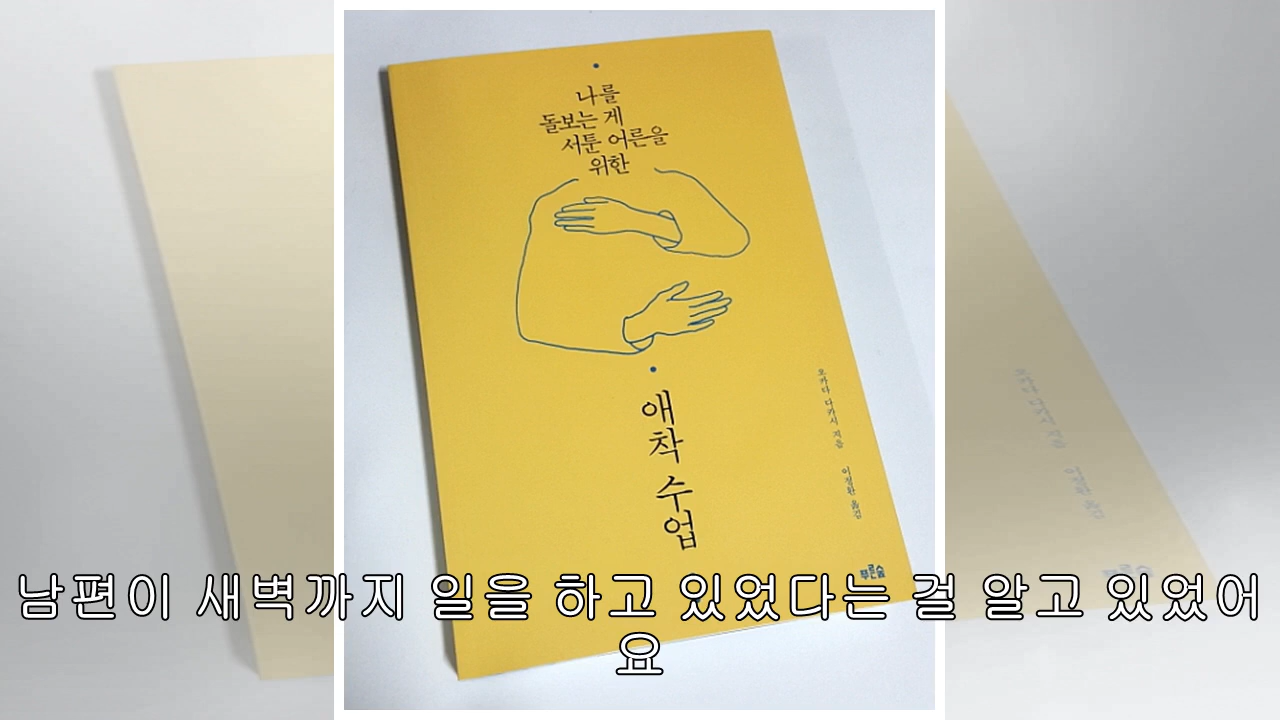 나를
돌보는 게
서툰 어른을
위한
애착 수업
오카다 다카시 지음
이정환 옮김
푸른숲
남편이 새벽까지 일을 하고 있었다는 걸 알고 있었어
요